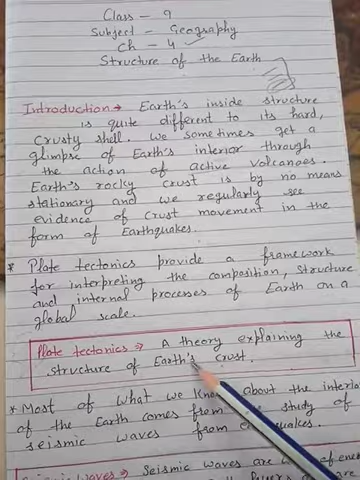 Class - 9
Subject - Geography
Ch - 4
Structure of the Earth
Introduction → Earth's inside structure
is quite different to its hard,
crusty shell. We sometimes get a
glimpse of Earth's interior through
the action of active volcanoes.
Earth's rocky crust is by no means
stationary and we regularly see
evidence of crust movement in the
form of Earthquakes.
* Plate tectonics provide a framework
for interpreting the composition, structure
and internal processes of Earth on a
global scale.
Plate tectonics → A theory explaining the
structure of Earth's crust.
* Most of what we know about the interior
of the Earth comes from the study of
seismic waves from earthquakes.
Seismic waves → Seismic waves are